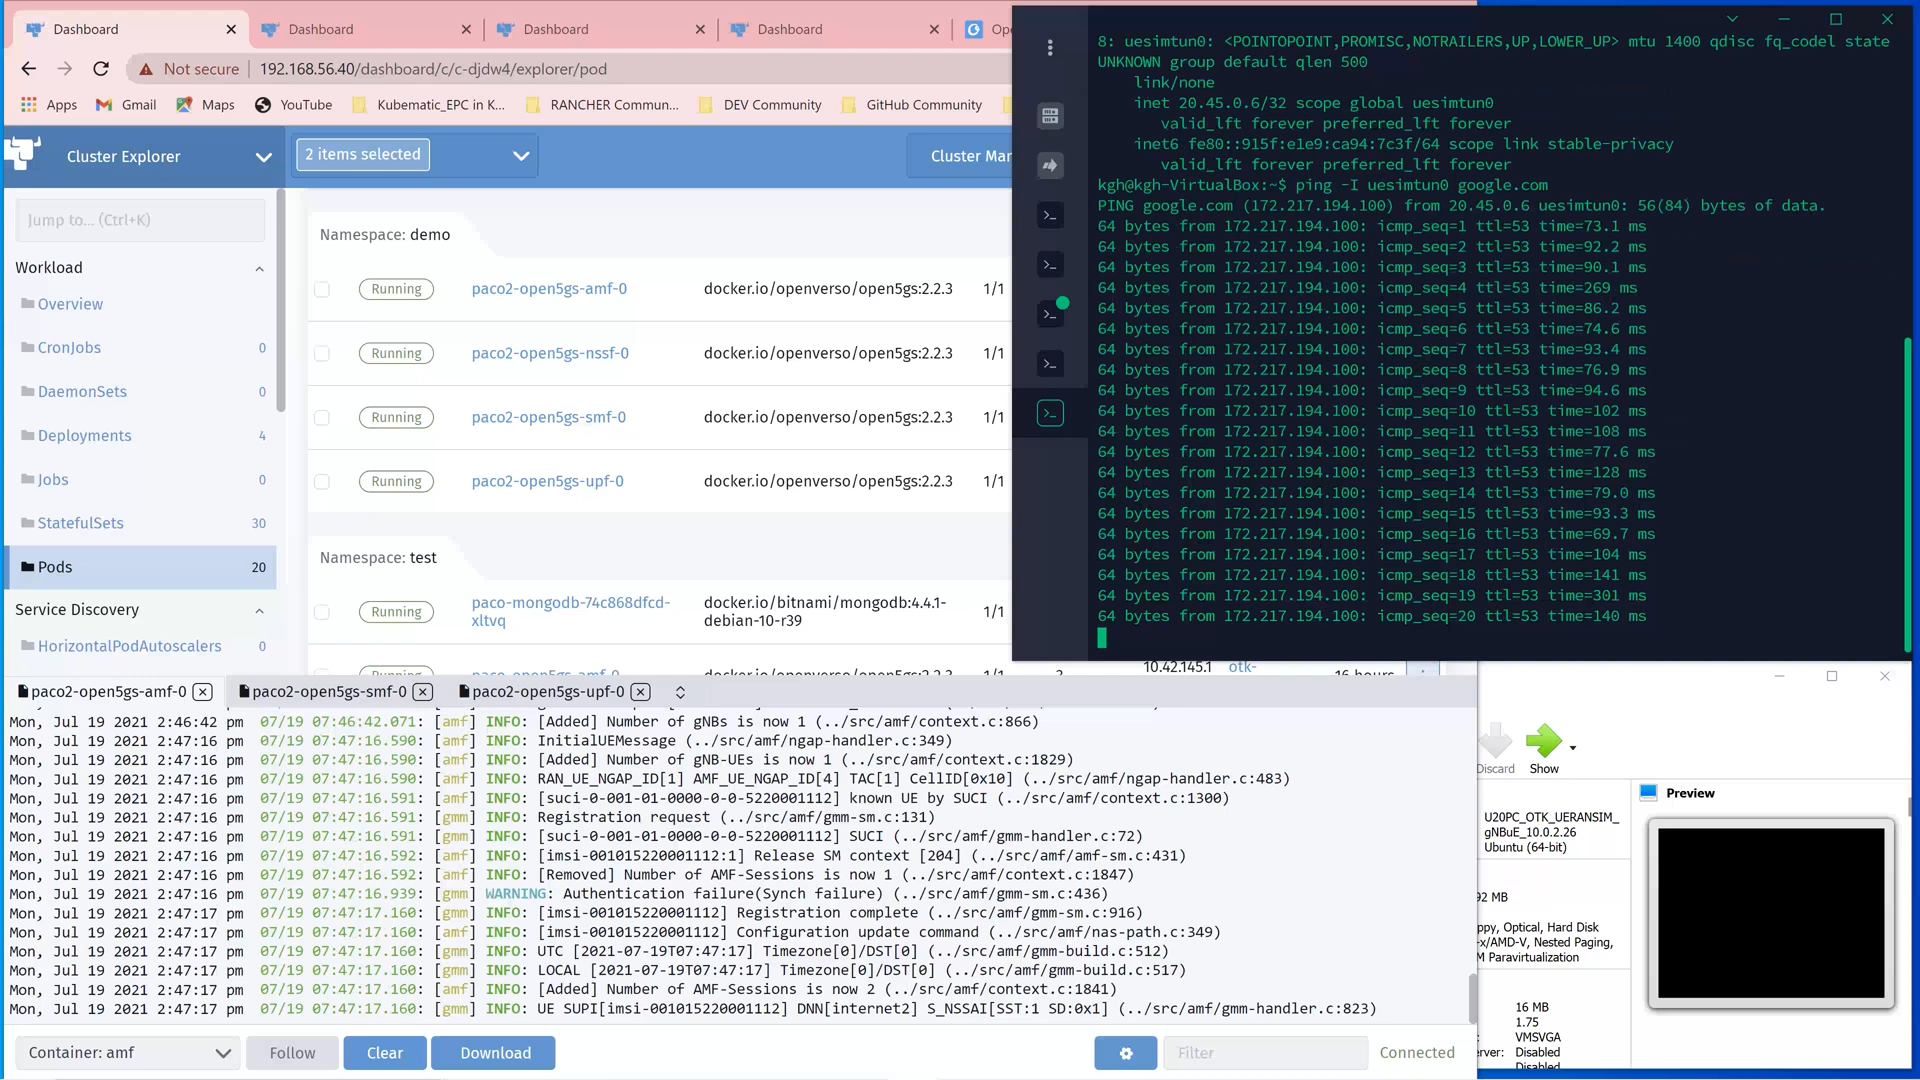 Dashboard
Dashboard
Dashboard
Dashboard
Not secure
192.168.56.40/dashboard/c/c-djdw4/explorer/pod
Apps
Gmail
Maps
YouTube
Kubematic_EPC in K...
RANCHER Commun...
DEV Community
GitHub Community
Cluster Explorer
2 items selected
Jump to... (Ctrl+K)
Workload
Overview
CronJobs 0
DaemonSets 0
Deployments 4
Jobs 0
StatefulSets 30
Pods 20
Service Discovery
HorizontalPodAutoscalers 0
Namespace: demo
Running paco2-open5gs-amf-0 docker.io/openverso/open5gs:2.2.3 1/1
Running paco2-open5gs-nssf-0 docker.io/openverso/open5gs:2.2.3 1/1
Running paco2-open5gs-smf-0 docker.io/openverso/open5gs:2.2.3 1/1
Running paco2-open5gs-upf-0 docker.io/openverso/open5gs:2.2.3 1/1
Namespace: test
Running paco-mongodb-74c868dfcd-xltvq docker.io/bitnami/mongodb:4.4.1-debian-10-r39 1/1
10.42.145.1 otk-
16 hours
8: uesimtun0: <POINTOPOINT,PROMISC,NOTRAILERS,UP,LOWER_UP> mtu 1400 qdisc fq_codel state
UNKNOWN group default qlen 500
link/none
inet 20.45.0.6/32 scope global uesimtun0
valid_lft forever preferred_lft forever
inet6 fe80::915f:e1e9:ca94:7c3f/64 scope link stable-privacy
valid_lft forever preferred_lft forever
kgh@kgh-VirtualBox:~$ ping -I uesimtun0 google.com
PING google.com (172.217.194.100) from 20.45.0.6 uesimtun0: 56(84) bytes of data.
64 bytes from 172.217.194.100: icmp_seq=1 ttl=53 time=73.1 ms
64 bytes from 172.217.194.100: icmp_seq=2 ttl=53 time=92.2 ms
64 bytes from 172.217.194.100: icmp_seq=3 ttl=53 time=90.1 ms
64 bytes from 172.217.194.100: icmp_seq=4 ttl=53 time=269 ms
64 bytes from 172.217.194.100: icmp_seq=5 ttl=53 time=86.2 ms
64 bytes from 172.217.194.100: icmp_seq=6 ttl=53 time=74.6 ms
64 bytes from 172.217.194.100: icmp_seq=7 ttl=53 time=93.4 ms
64 bytes from 172.217.194.100: icmp_seq=8 ttl=53 time=76.9 ms
64 bytes from 172.217.194.100: icmp_seq=9 ttl=53 time=94.6 ms
64 bytes from 172.217.194.100: icmp_seq=10 ttl=53 time=102 ms
64 bytes from 172.217.194.100: icmp_seq=11 ttl=53 time=108 ms
64 bytes from 172.217.194.100: icmp_seq=12 ttl=53 time=77.6 ms
64 bytes from 172.217.194.100: icmp_seq=13 ttl=53 time=128 ms
64 bytes from 172.217.194.100: icmp_seq=14 ttl=53 time=79.0 ms
64 bytes from 172.217.194.100: icmp_seq=15 ttl=53 time=93.3 ms
64 bytes from 172.217.194.100: icmp_seq=16 ttl=53 time=69.7 ms
64 bytes from 172.217.194.100: icmp_seq=17 ttl=53 time=104 ms
64 bytes from 172.217.194.100: icmp_seq=18 ttl=53 time=141 ms
64 bytes from 172.217.194.100: icmp_seq=19 ttl=53 time=301 ms
64 bytes from 172.217.194.100: icmp_seq=20 ttl=53 time=140 ms
paco2-open5gs-amf-0
paco2-open5gs-smf-0
paco2-open5gs-upf-0
Mon, Jul 19 2021 2:46:42 pm 07/19 07:46:42.071: [amf] INFO: [Added] Number of gNBs is now 1 (../src/amf/context.c:866)
Mon, Jul 19 2021 2:47:16 pm 07/19 07:47:16.590: [amf] INFO: InitialUEMessage (../src/amf/ngap-handler.c:349)
Mon, Jul 19 2021 2:47:16 pm 07/19 07:47:16.590: [amf] INFO: [Added] Number of gNB-UEs is now 1 (../src/amf/context.c:1829)
Mon, Jul 19 2021 2:47:16 pm 07/19 07:47:16.590: [amf] INFO: RAN_UE_NGAP_ID[1] AMF_UE_NGAP_ID[4] TAC[1] CellID[0x10] (../src/amf/ngap-handler.c:483)
Mon, Jul 19 2021 2:47:16 pm 07/19 07:47:16.591: [amf] INFO: [suci-0-001-01-0000-0-0-5220001112] known UE by SUCI (../src/amf/context.c:1300)
Mon, Jul 19 2021 2:47:16 pm 07/19 07:47:16.591: [gmm] INFO: Registration request (../src/amf/gmm-sm.c:131)
Mon, Jul 19 2021 2:47:16 pm 07/19 07:47:16.591: [gmm] INFO: [suci-0-001-01-0000-0-0-5220001112] SUCI (../src/amf/gmm-handler.c:72)
Mon, Jul 19 2021 2:47:16 pm 07/19 07:47:16.592: [amf] INFO: [imsi-001015220001112:1] Release SM context [204] (../src/amf/amf-sm.c:431)
Mon, Jul 19 2021 2:47:16 pm 07/19 07:47:16.592: [amf] INFO: [Removed] Number of AMF-Sessions is now 1 (../src/amf/context.c:1847)
Mon, Jul 19 2021 2:47:16 pm 07/19 07:47:16.939: [gmm] WARNING: Authentication failure(Synch failure) (../src/amf/gmm-sm.c:436)
Mon, Jul 19 2021 2:47:17 pm 07/19 07:47:17.160: [gmm] INFO: [imsi-001015220001112] Registration complete (../src/amf/gmm-sm.c:916)
Mon, Jul 19 2021 2:47:17 pm 07/19 07:47:17.160: [amf] INFO: [imsi-001015220001112] Configuration update command (../src/amf/nas-path.c:349)
Mon, Jul 19 2021 2:47:17 pm 07/19 07:47:17.160: [gmm] INFO: UTC [2021-07-19T07:47:17] Timezone[0]/DST[0] (../src/amf/gmm-build.c:512)
Mon, Jul 19 2021 2:47:17 pm 07/19 07:47:17.160: [gmm] INFO: LOCAL [2021-07-19T07:47:17] Timezone[0]/DST[0] (../src/amf/gmm-build.c:517)
Mon, Jul 19 2021 2:47:17 pm 07/19 07:47:17.160: [amf] INFO: [Added] Number of AMF-Sessions is now 2 (../src/amf/context.c:1841)
Mon, Jul 19 2021 2:47:17 pm 07/19 07:47:17.160: [gmm] INFO: UE SUPI[imsi-001015220001112] DNN[internet2] S_NSSAI[SST:1 SD:0x1] (../src/amf/gmm-handler.c:823)
Container: amf
Follow
Clear
Download
Filter
Connected
Discard
Show
Preview
U20PC_OTK_UERANSIM_
gNBuE_10.0.2.26
Ubuntu (64-bit)
92 MB
ppy, Optical, Hard Disk
-x/AMD-V, Nested Paging,
M Paravirtualization
16 MB
1.75
VMSVGA
erver: Disabled
Disabled